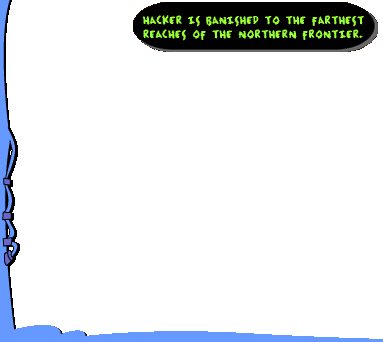 HACKER IS BANISHED TO THE FARTHEST
REACHES OF THE NORTHERN FRONTIER.